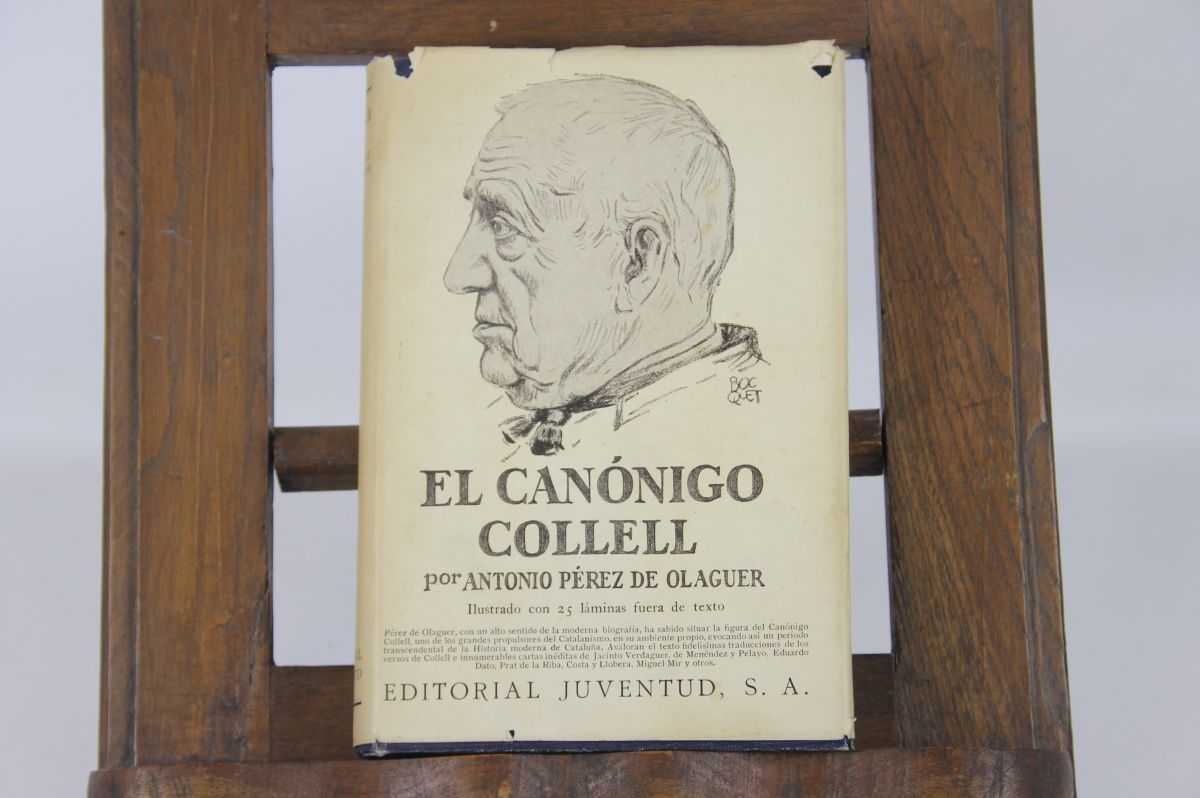 BOC
QUET
EL CANÓNIGO
COLLELL
por ANTONIO PÉREZ DE OLAGUER
Ilustrado con 25 láminas fuera de texto
Pérez de Olaguer, con un alto sentido de la moderna biografía, ha sabido situar la figura del Canónigo
Collell, uno de los grandes propulsores del Catalanismo, en su ambiente propio, evocando así un período
transcendental de la Historia moderna de Cataluña. Avaloran el texto fidelísimas traducciones de los
versos de Collell e innumerables cartas inéditas de Jacinto Verdaguer, de Menéndez y Pelayo, Eduardo
Dato, Prat de la Riba, Costa y Llobera, Miguel Mir y otros.
EDITORIAL JUVENTUD, S. A.